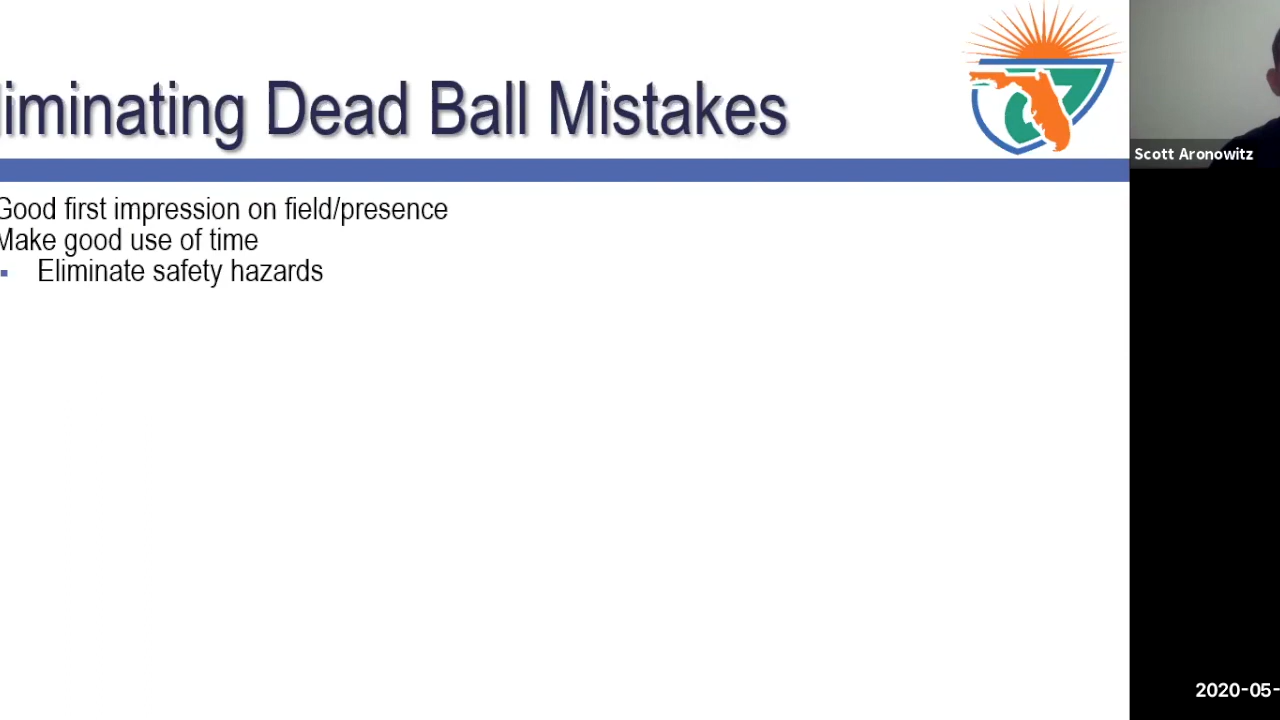 liminating Dead Ball Mistakes
Scott Aronowitz
Good first impression on field/presence
Make good use of time
▪ Eliminate safety hazards
2020-05-